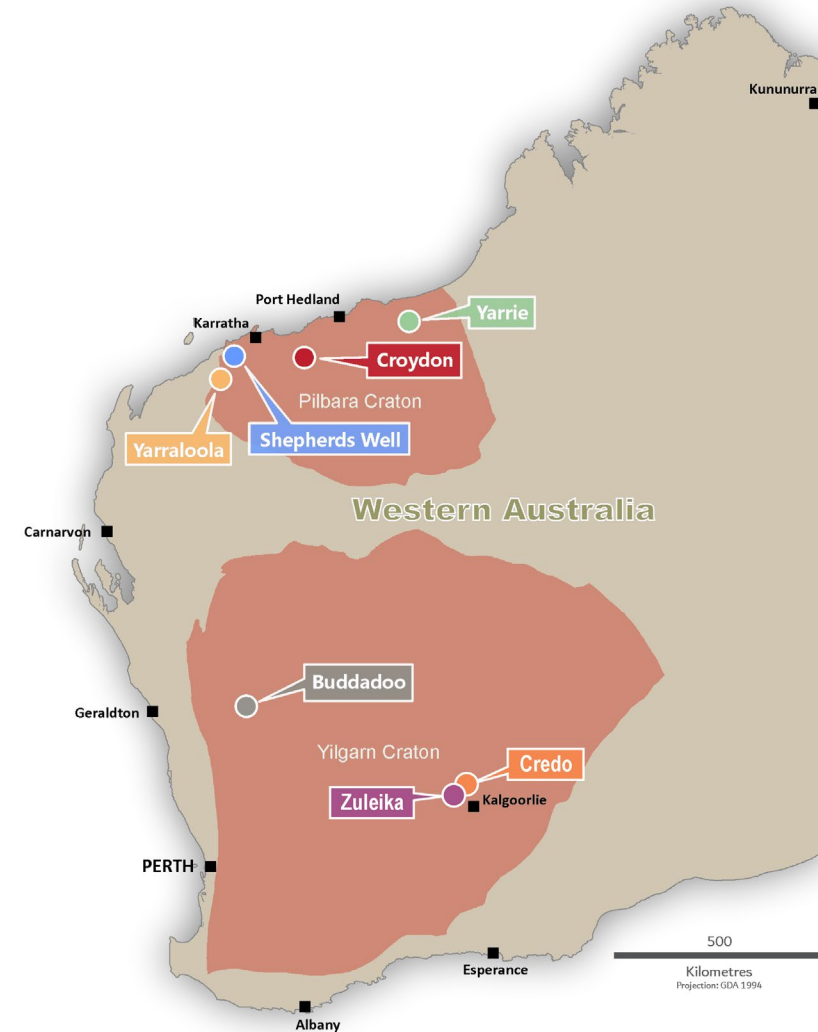 Kununurra
Port Hedland
Yarrie
Karratha
Croydon
Pilbara Craton
Shepherds Well
Yarraloola
Western Australia
Carnarvon
Buddadoo
Geraldton
Yilgarn Craton
Credo
Zuleika
Kalgoorlie
PERTH
500
Kilometres
Projection: GDA 1994
Esperance
Albany